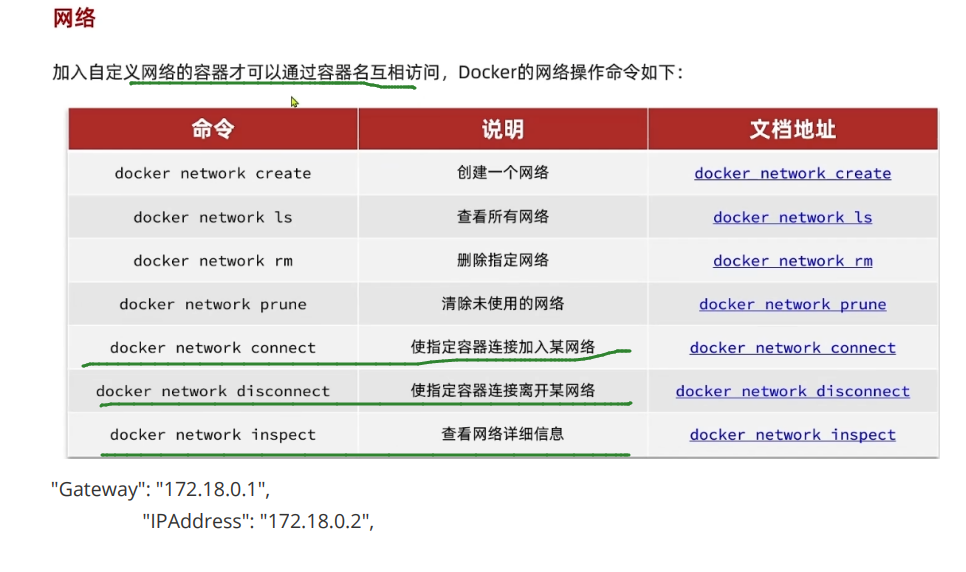 网络
加入自定义网络的容器才可以通过容器名互相访问，Docker的网络操作命令如下：
命令 说明 文档地址
docker network create 创建一个网络 docker network create
docker network ls 查看所有网络 docker network ls
docker network rm 删除指定网络 docker network rm
docker network prune 清除未使用的网络 docker network prune
docker network connect 使指定容器连接加入某网络 docker network connect
docker network disconnect 使指定容器连接离开某网络 docker network disconnect
docker network inspect 查看网络详细信息 docker network inspect
"Gateway": "172.18.0.1",
"IPAddress": "172.18.0.2",